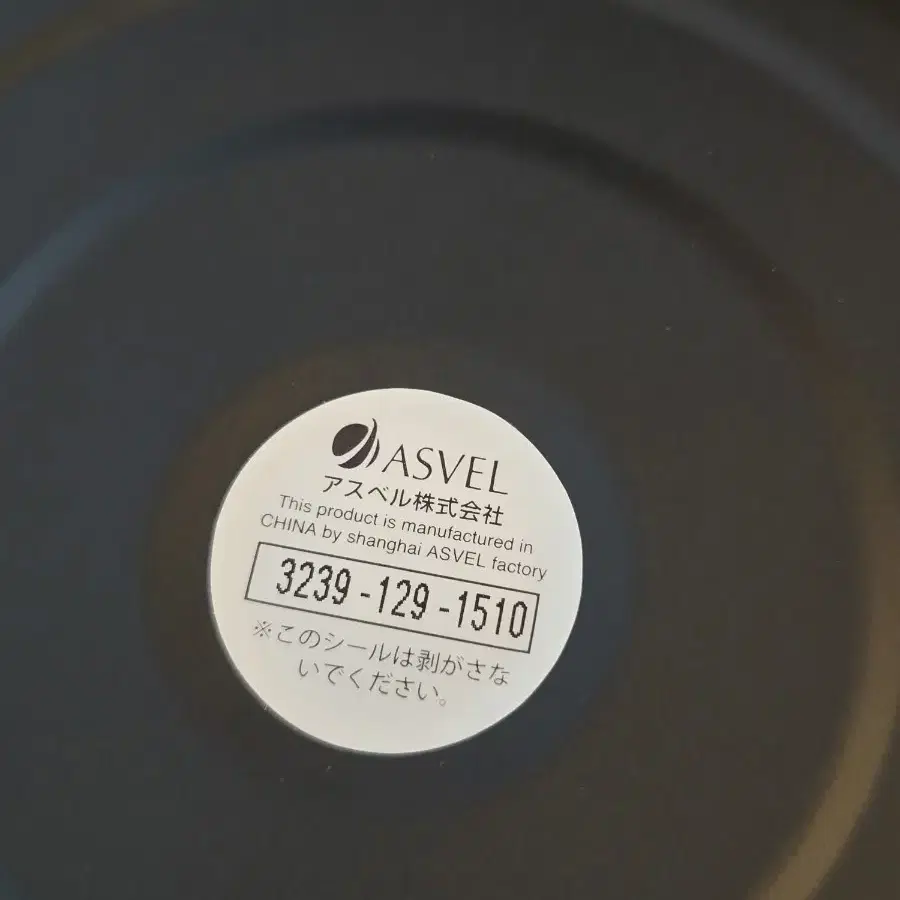 ASVEL
アスベル株式会社
This product is manufactured in
CHINA by shanghai ASVEL factory
3239-129-1510
※このシールは剥がさな
いでください。